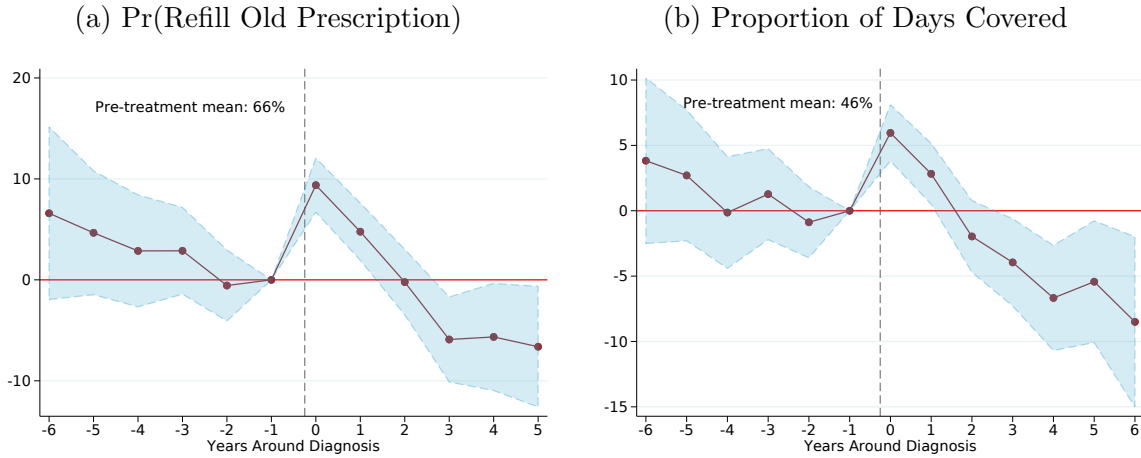 (a) Pr(Refill Old Prescription)
20
10
0
-10
Pre-treatment mean: 66%
-6 -5 -4 -3 -2 -1 0 1 2 3 4 5
Years Around Diagnosis
(b) Proportion of Days Covered
10
5
0
-5
-10
-15
Pre-treatment mean: 46%
-6 -5 -4 -3 -2 -1 0 1 2 3 4 5 6
Years Around Diagnosis